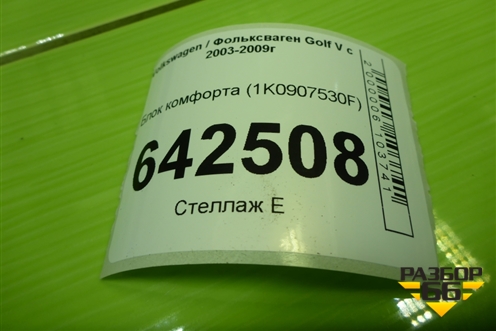 Volkswagen / Фольксваген Golf V с
2003-2009г
Блок комфорта (1K0907530F)
642508
Стеллаж Е
2000006103741
РАЗБОР
66